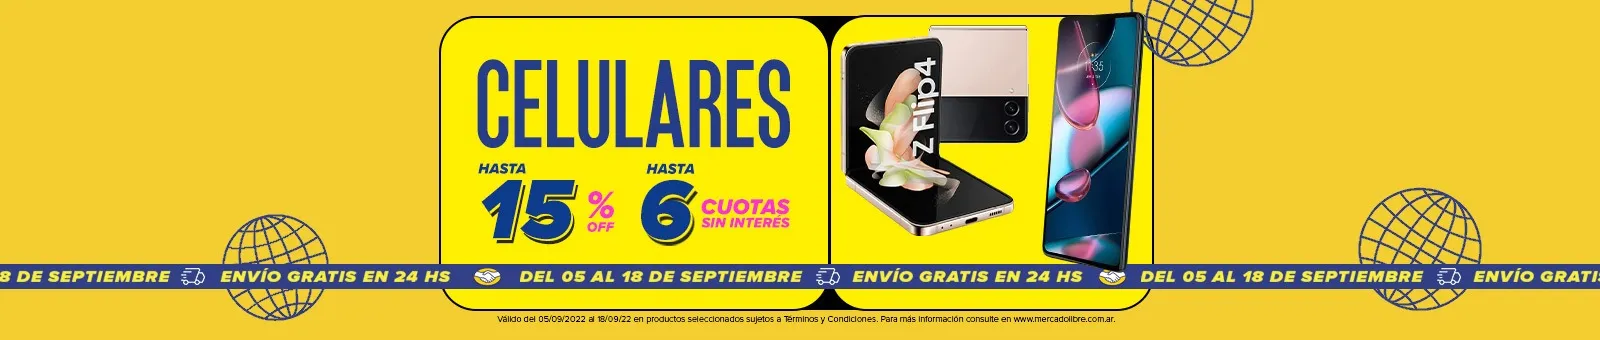 CELULARES
HASTA
15 % OFF
HASTA
6 CUOTAS SIN INTERÉS
Z Flip4
8 DE SEPTIEMBRE ENVÍO GRATIS EN 24 HS DEL 05 AL 18 DE SEPTIEMBRE ENVÍO GRATIS EN 24 HS DEL 05 AL 18 DE SEPTIEMBRE ENVÍO GRATIS
Válido del 05/09/2022 al 18/09/22 en productos seleccionados sujetos a Términos y Condiciones. Para más información consulte en www.mercadolibre.com.ar.